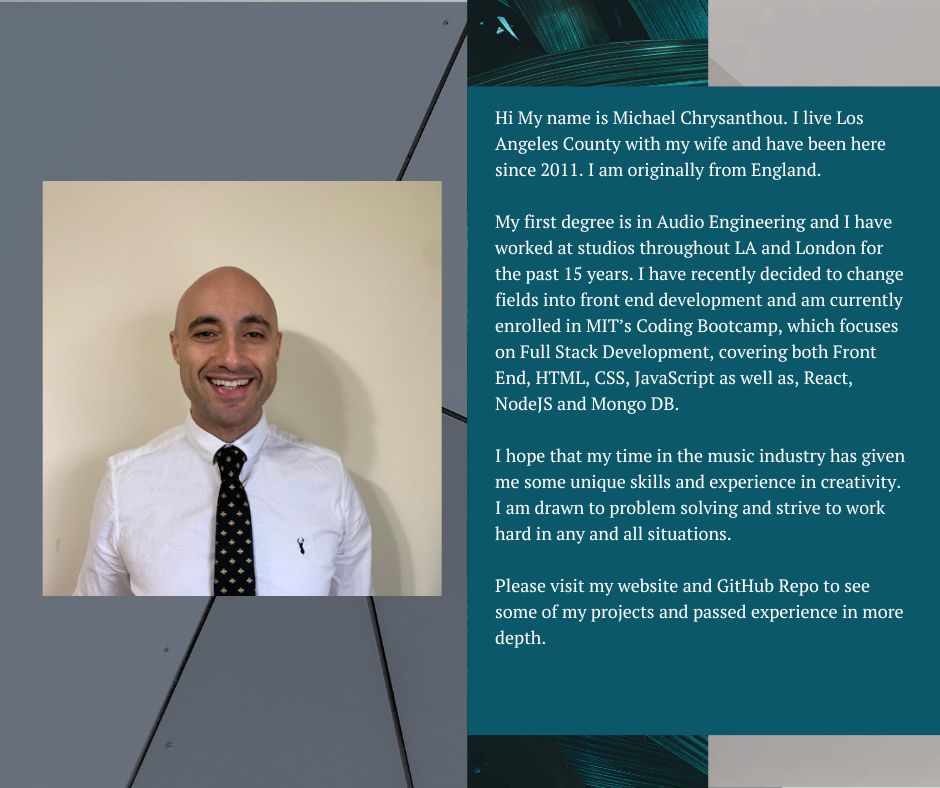 Hi My name is Michael Chrysanthou. I live Los
Angeles County with my wife and have been here
since 2011. I am originally from England.
My first degree is in Audio Engineering and I have
worked at studios throughout LA and London for
the past 15 years. I have recently decided to change
fields into front end development and am currently
enrolled in MIT’s Coding Bootcamp, which focuses
on Full Stack Development, covering both Front
End, HTML, CSS, JavaScript as well as, React,
NodeJS and Mongo DB.
I hope that my time in the music industry has given
me some unique skills and experience in creativity.
I am drawn to problem solving and strive to work
hard in any and all situations.
Please visit my website and GitHub Repo to see
some of my projects and passed experience in more
depth.